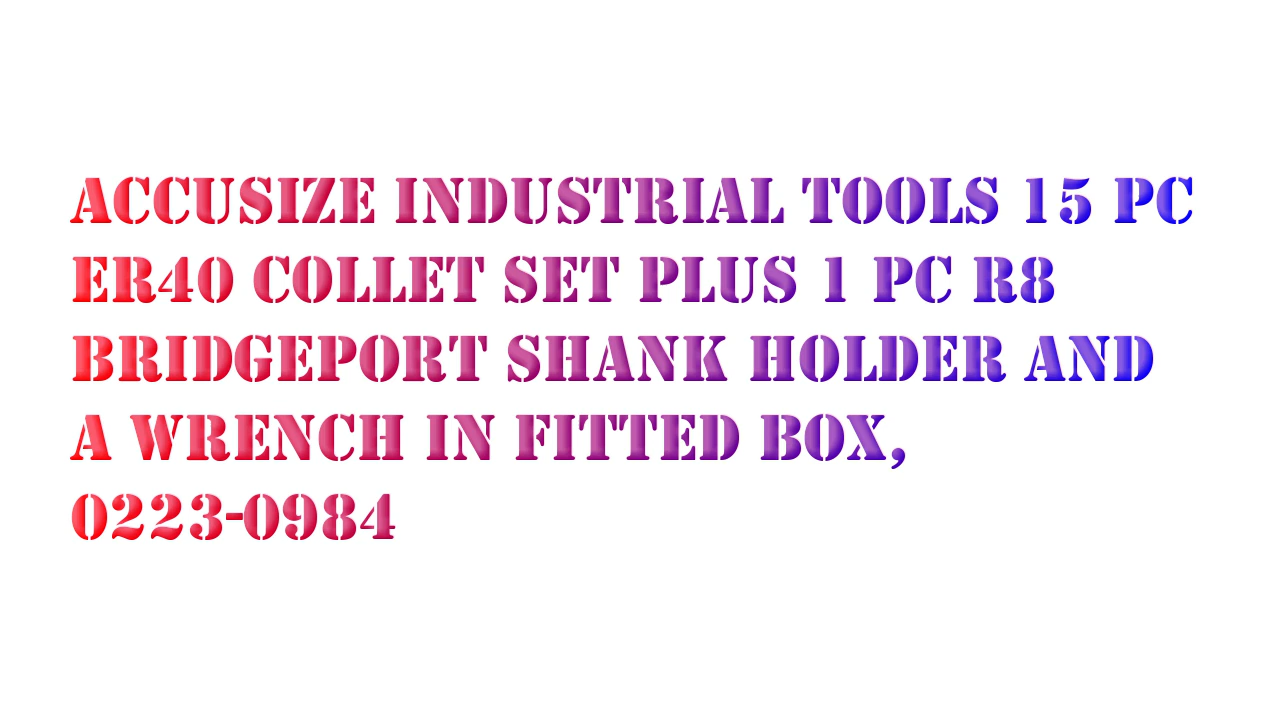 ACCUSIZE INDUSTRIAL TOOLS 15 PC
ER40 COLLET SET PLUS 1 PC R8
BRIDGEPORT SHANK HOLDER AND
A WRENCH IN FITTED BOX,
0223-0984